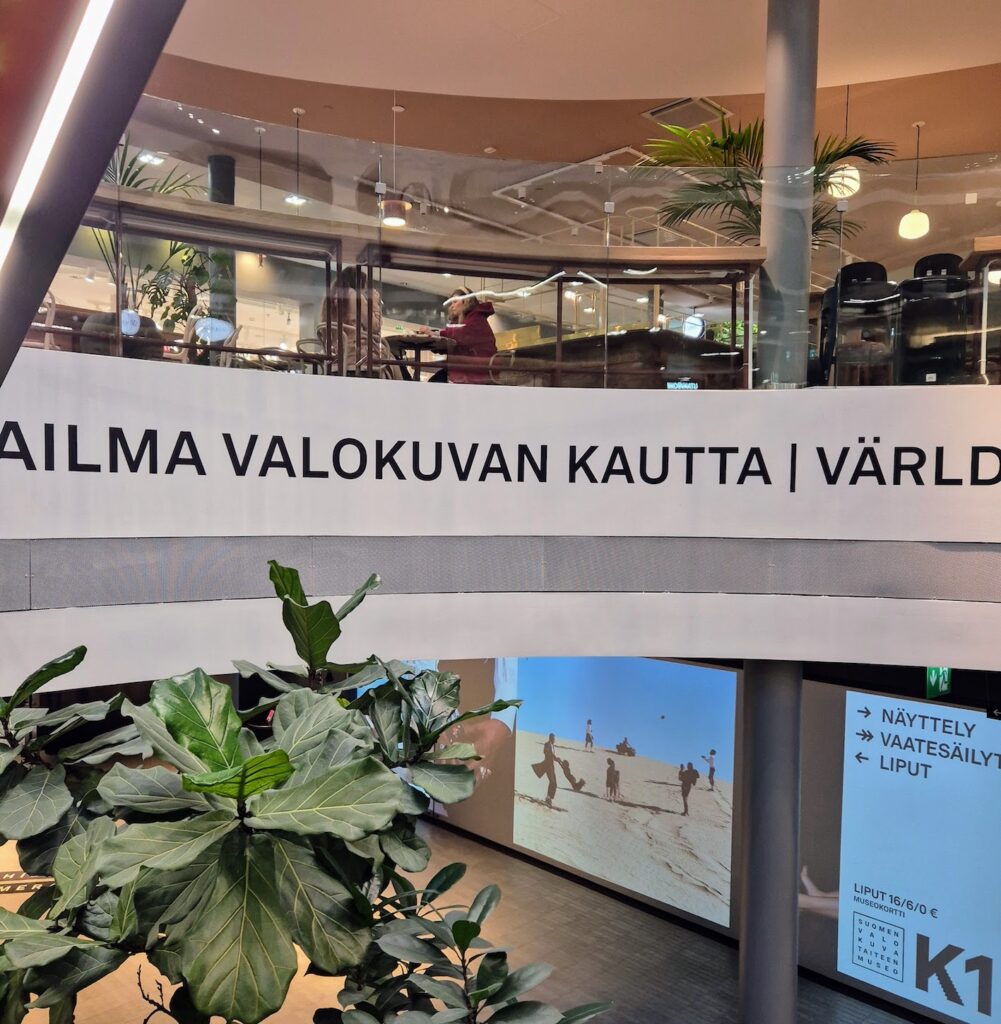 AILMA VALOKUVAN KAUTTA | VÄRLD
→ NÄYTTELY
↠ VAATESÄILYT
← LIPUT
LIPUT 16/6/0 €
MUSEOKORTTI
SUOMEN
VALO
KUVA
TAITEEN
MUSEO
K1